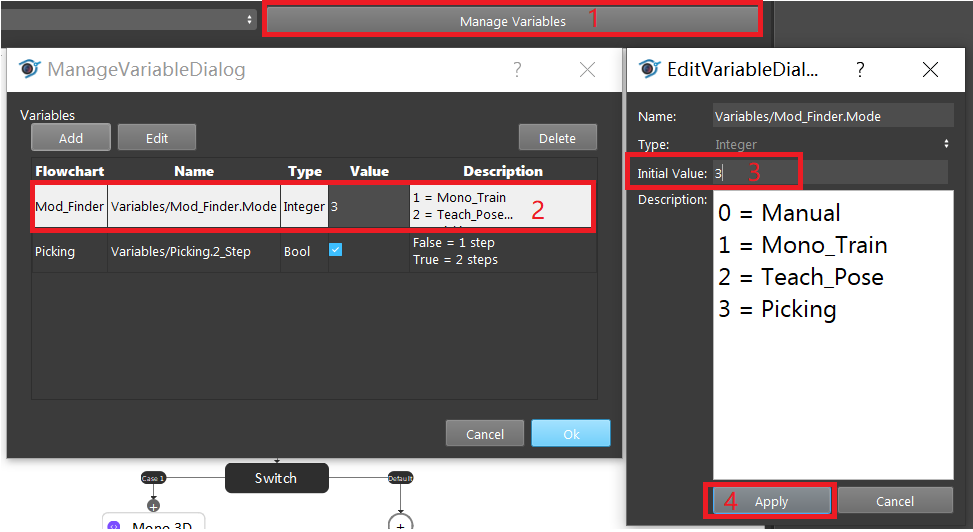 Manage Variables 1
ManageVariableDialog ?
Variables
Add Edit Delete
Flowchart Name Type Value Description
Mod_Finder Variables/Mod_Finder.Mode Integer 3 1 = Mono_Train
2 = Teach_Pose... 2
Picking Variables/Picking.2_Step Bool False = 1 step
True = 2 steps
Cancel Ok
EditVariableDial... ?
Name: Variables/Mod_Finder.Mode
Type: Integer
Initial Value: 3 3
Description: 0 = Manual
1 = Mono_Train
2 = Teach_Pose
3 = Picking
4 Apply Cancel
Case 1 Switch Default
Mono 3D